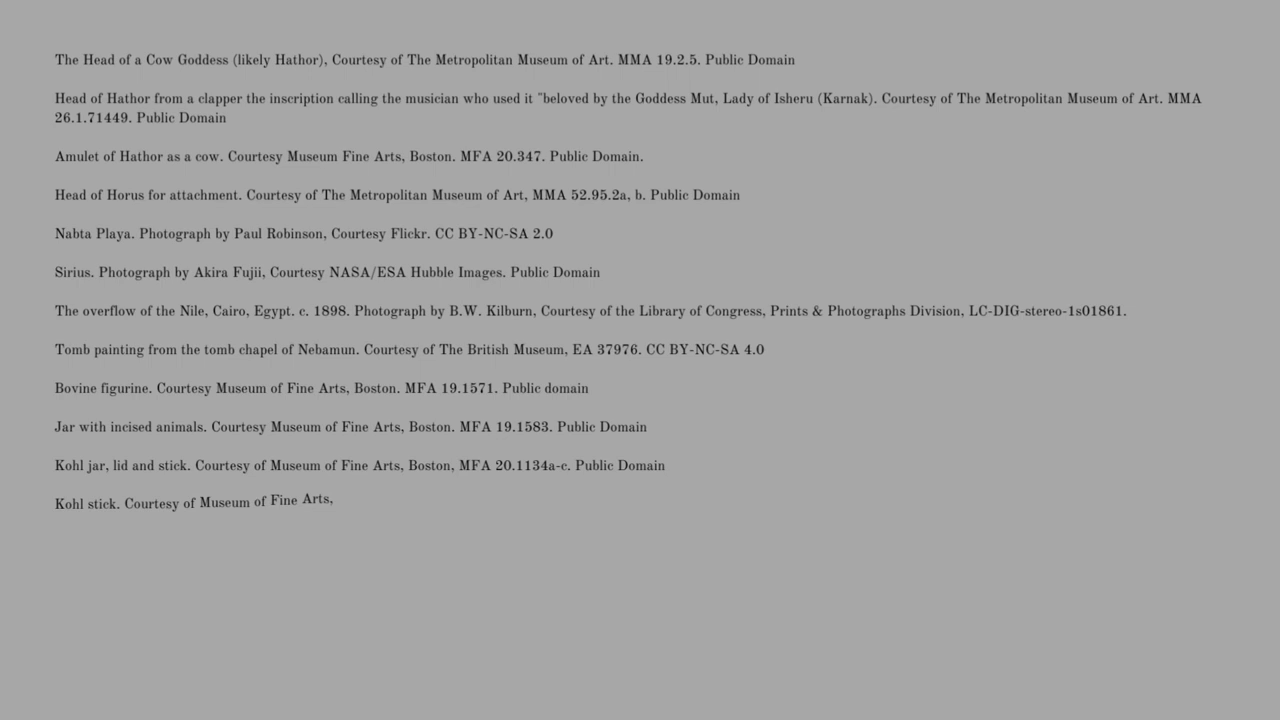 The Head of a Cow Goddess (likely Hathor), Courtesy of The Metropolitan Museum of Art. MMA 19.2.5. Public Domain
Head of Hathor from a clapper the inscription calling the musician who used it "beloved by the Goddess Mut, Lady of Isheru (Karnak). Courtesy of The Metropolitan Museum of Art. MMA
26.1.71449. Public Domain
Amulet of Hathor as a cow. Courtesy Museum Fine Arts, Boston. MFA 20.347. Public Domain.
Head of Horus for attachment. Courtesy of The Metropolitan Museum of Art, MMA 52.95.2a, b. Public Domain
Nabta Playa. Photograph by Paul Robinson, Courtesy Flickr. CC BY-NC-SA 2.0
Sirius. Photograph by Akira Fujii, Courtesy NASA/ESA Hubble Images. Public Domain
The overflow of the Nile, Cairo, Egypt. c. 1898. Photograph by B.W. Kilburn, Courtesy of the Library of Congress, Prints & Photographs Division, LC-DIG-stereo-1s01861.
Tomb painting from the tomb chapel of Nebamun. Courtesy of The British Museum, EA 37976. CC BY-NC-SA 4.0
Bovine figurine. Courtesy Museum of Fine Arts, Boston. MFA 19.1571. Public domain
Jar with incised animals. Courtesy Museum of Fine Arts, Boston. MFA 19.1583. Public Domain
Kohl jar, lid and stick. Courtesy of Museum of Fine Arts, Boston, MFA 20.1134a-c. Public Domain
Kohl stick. Courtesy of Museum of Fine Arts,